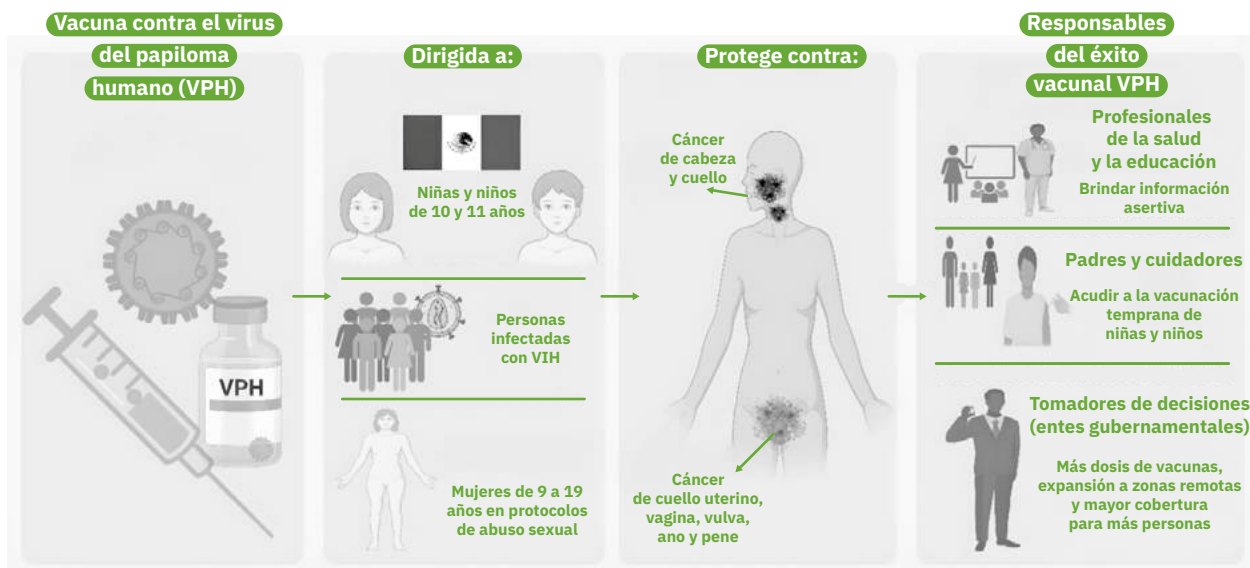 Vacuna contra el virus
del papiloma
humano (VPH)
VPH
Dirigida a:
Niñas y niños
de 10 y 11 años
Personas
infectadas
con VIH
Mujeres de 9 a 19
años en protocolos
de abuso sexual
Protege contra:
Cáncer
de cabeza
y cuello
Cáncer
de cuello uterino,
vagina, vulva,
ano y pene
Responsables
del éxito
vacunal VPH
Profesionales
de la salud
y la educación
Brindar información
asertiva
Padres y cuidadores
Acudir a la vacunación
temprana de
niñas y niños
Tomadores de decisiones
(entes gubernamentales)
Más dosis de vacunas,
expansión a zonas remotas
y mayor cobertura
para más personas